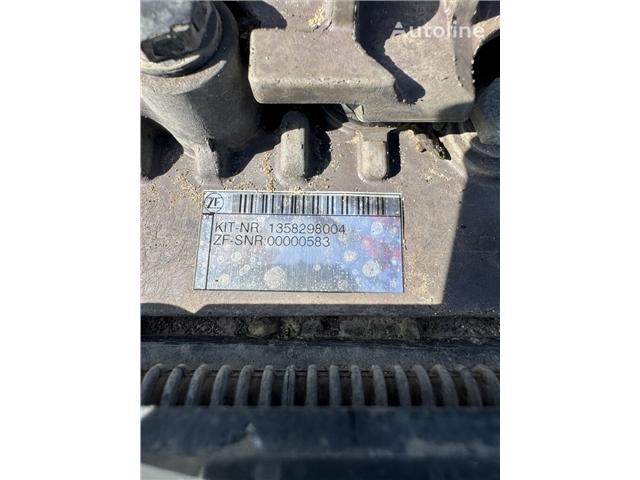 Autoline
ZF
KIT-NR 1358298004
ZF-SNR:00000583